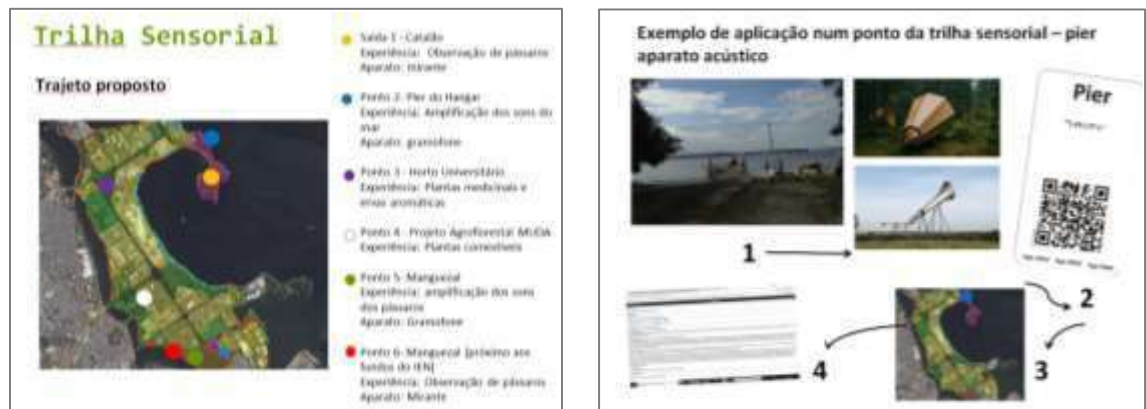 Trilha Sensorial
Trajeto proposto
Saída 1 - Catalão
Experiência: Observação de pássaros
Aparato: mirante
Ponto 2- Pier do Hangar
Experiência: Amplificação dos sons do
mar
Aparato: gramofone
Ponto 3 - Horto Universitário
Experiência: Plantas medicinais e
ervas aromáticas
Ponto 4 - Projeto Agroflorestal MUDA
Experiência: Plantas comestíveis
Ponto 5- Manguezal
Experiência: amplificação dos sons
dos pássaros
Aparato: Gramofone
Ponto 6- Manguezal (próximo aos
fundos do IEN)
Experiência: Observação de pássaros
Aparato: Mirante
Exemplo de aplicação num ponto da trilha sensorial – pier
aparato acústico
Pier
1
2
3
4